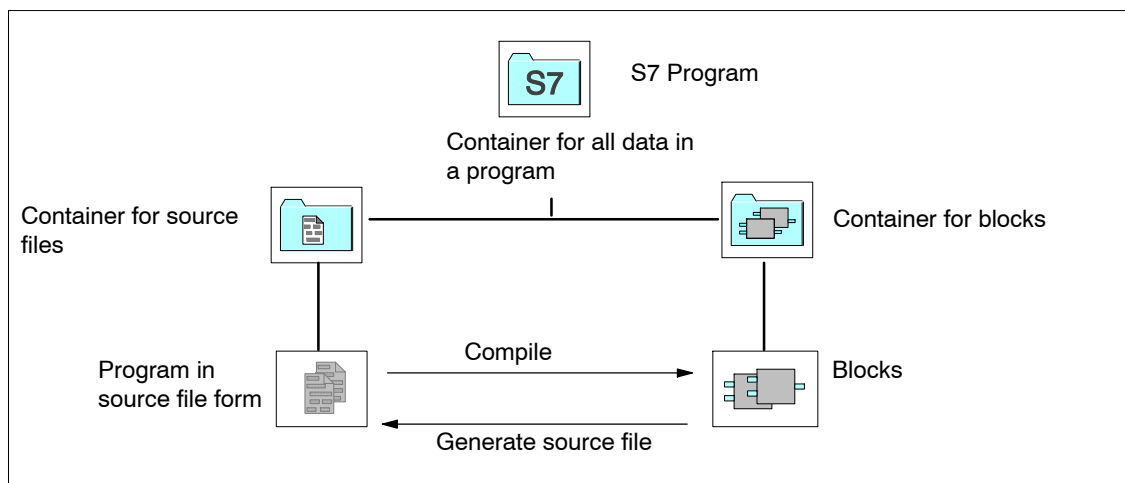 S7
S7 Program
Container for all data in
a program
Container for source
files
Container for blocks
Program in
source file form
Compile
Blocks
Generate source file